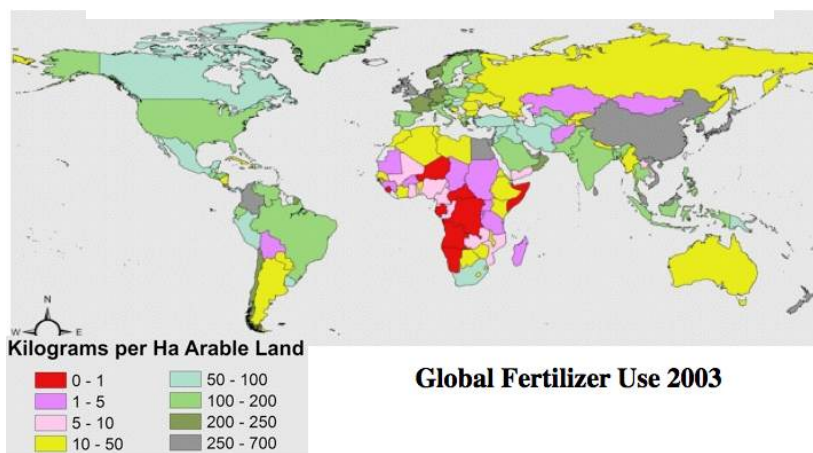 N
W E
S
Kilograms per Ha Arable Land
0 - 1
1 - 5
5 - 10
10 - 50
50 - 100
100 - 200
200 - 250
250 - 700
Global Fertilizer Use 2003